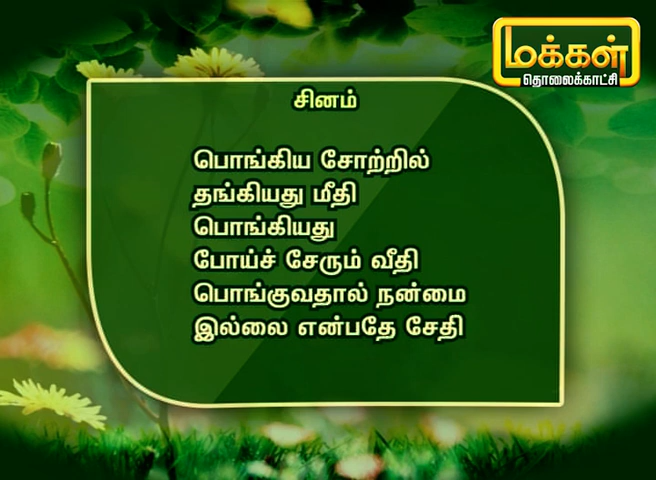 மக்கள்
தொலைக்காட்சி
சினம்
பொங்கிய சோற்றில்
தங்கியது மீதி
பொங்கியது
போய்ச் சேரும் வீதி
பொங்குவதால் நன்மை
இல்லை என்பதே சேதி